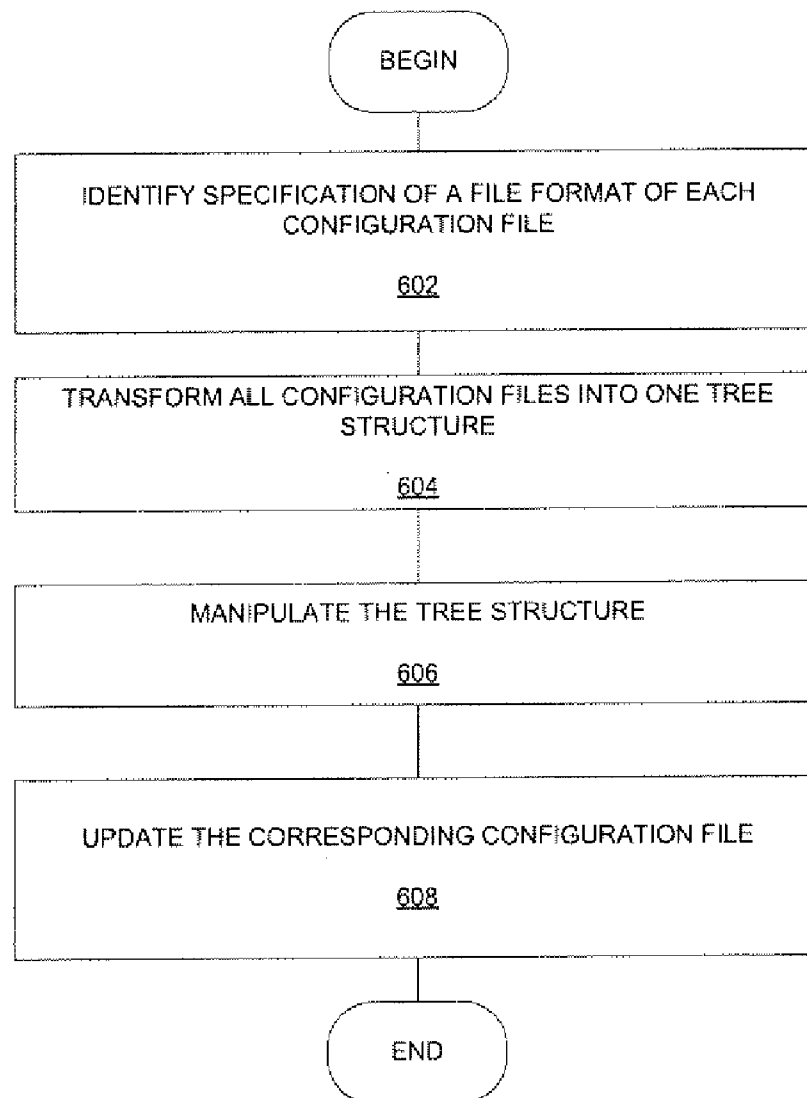 BEGIN
IDENTIFY SPECIFICATION OF A FILE FORMAT OF EACH
CONFIGURATION FILE
602
TRANSFORM ALL CONFIGURATION FILES INTO ONE TREE
STRUCTURE
604
MANIPULATE THE TREE STRUCTURE
606
UPDATE THE CORRESPONDING CONFIGURATION FILE
608
END